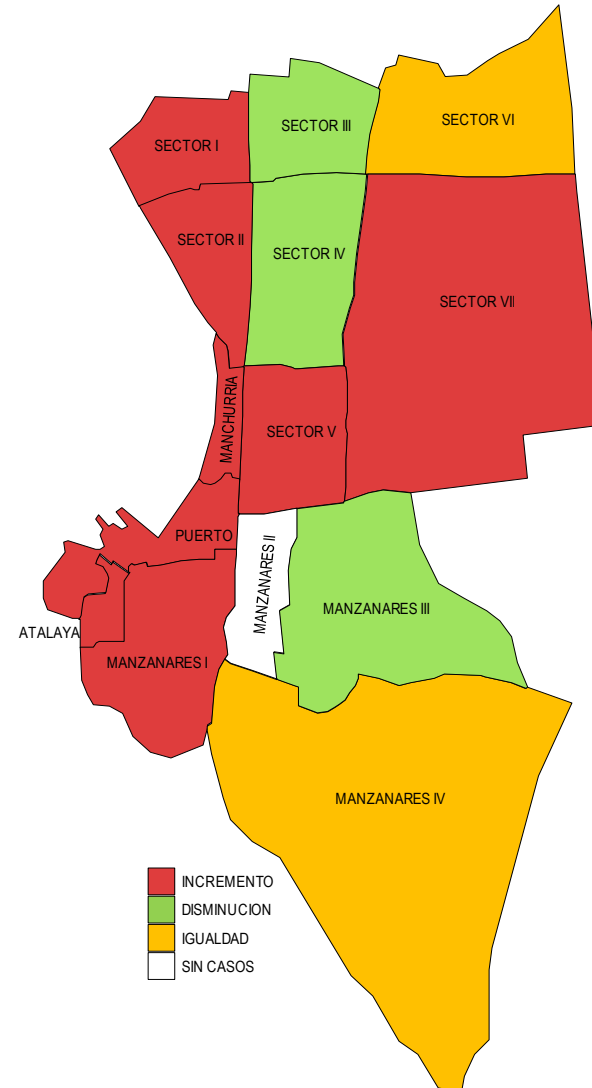 SECTOR VI
SECTOR III
SECTOR I
SECTOR II
SECTOR IV
SECTOR VII
MANCHURRIA
SECTOR V
PUERTO
MANZANARES II
MANZANARES III
ATALAYA
MANZANARES I
MANZANARES IV
INCREMENTO
DISMINUCION
IGUALDAD
SIN CASOS